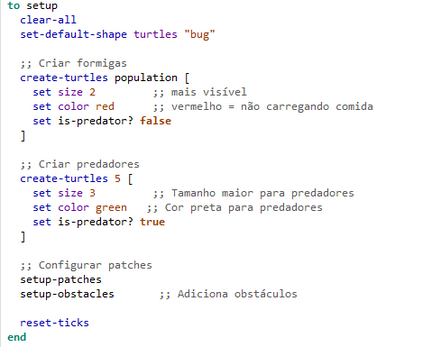 to setup
clear-all
set-default-shape turtles "bug"
;; Criar formigas
create-turtles population [
set size 2 ;; mais visível
set color red ;; vermelho = não carregando comida
set is-predator? false
]
;; Criar predadores
create-turtles 5 [
set size 3 ;; Tamanho maior para predadores
set color green ;; Cor preta para predadores
set is-predator? true
]
;; Configurar patches
setup-patches
setup-obstacles ;; Adiciona obstáculos
reset-ticks
end